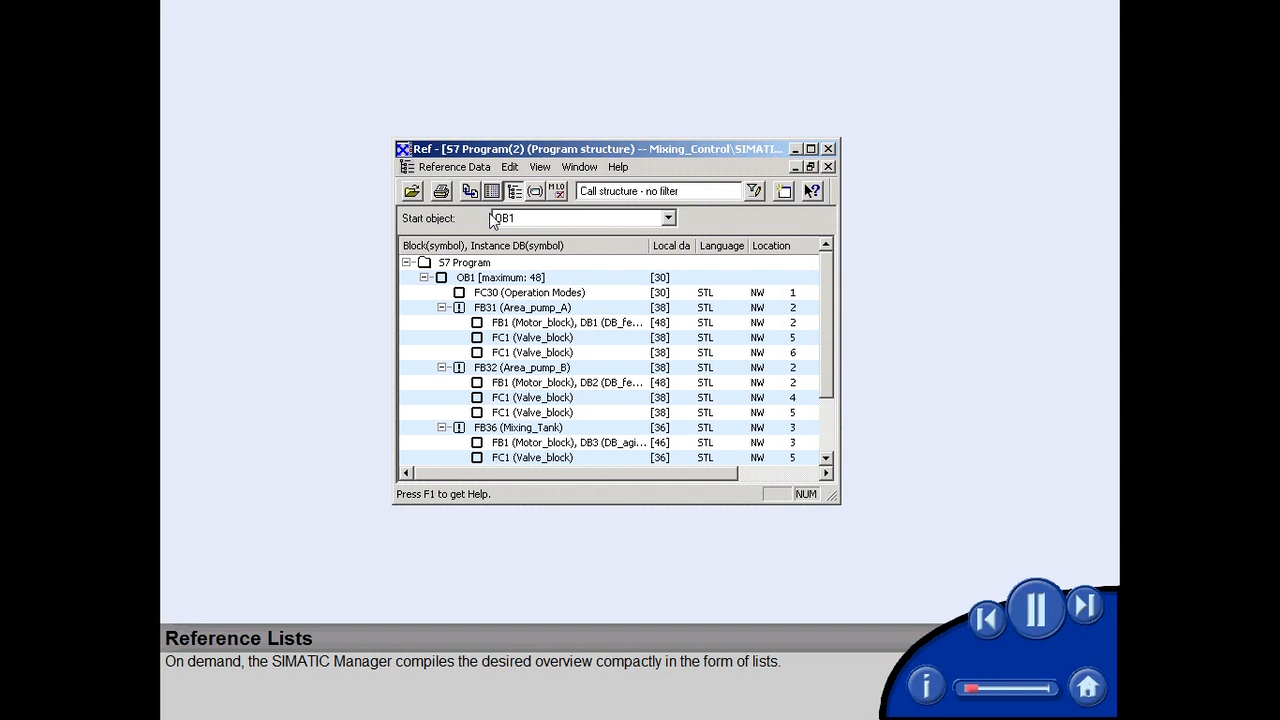 Ref - [S7 Program(2) (Program structure) -- Mixing_Control\SIMATI...
Reference Data Edit View Window Help
Call structure - no filter
Start object: OB1
Block(symbol), Instance DB(symbol) Local da Language Location
S7 Program
OB1 [maximum: 48] [30]
FC30 (Operation Modes) [30] STL NW 1
FB31 (Area_pump_A) [38] STL NW 2
FB1 (Motor_block), DB1 (DB_fe... [48] STL NW 2
FC1 (Valve_block) [38] STL NW 5
FC1 (Valve_block) [38] STL NW 6
FB32 (Area_pump_B) [38] STL NW 2
FB1 (Motor_block), DB2 (DB_fe... [48] STL NW 2
FC1 (Valve_block) [38] STL NW 4
FC1 (Valve_block) [38] STL NW 5
FB36 (Mixing_Tank) [36] STL NW 3
FB1 (Motor_block), DB3 (DB_agi... [46] STL NW 3
FC1 (Valve_block) [36] STL NW 5
Press F1 to get Help. NUM
Reference Lists
On demand, the SIMATIC Manager compiles the desired overview compactly in the form of lists.